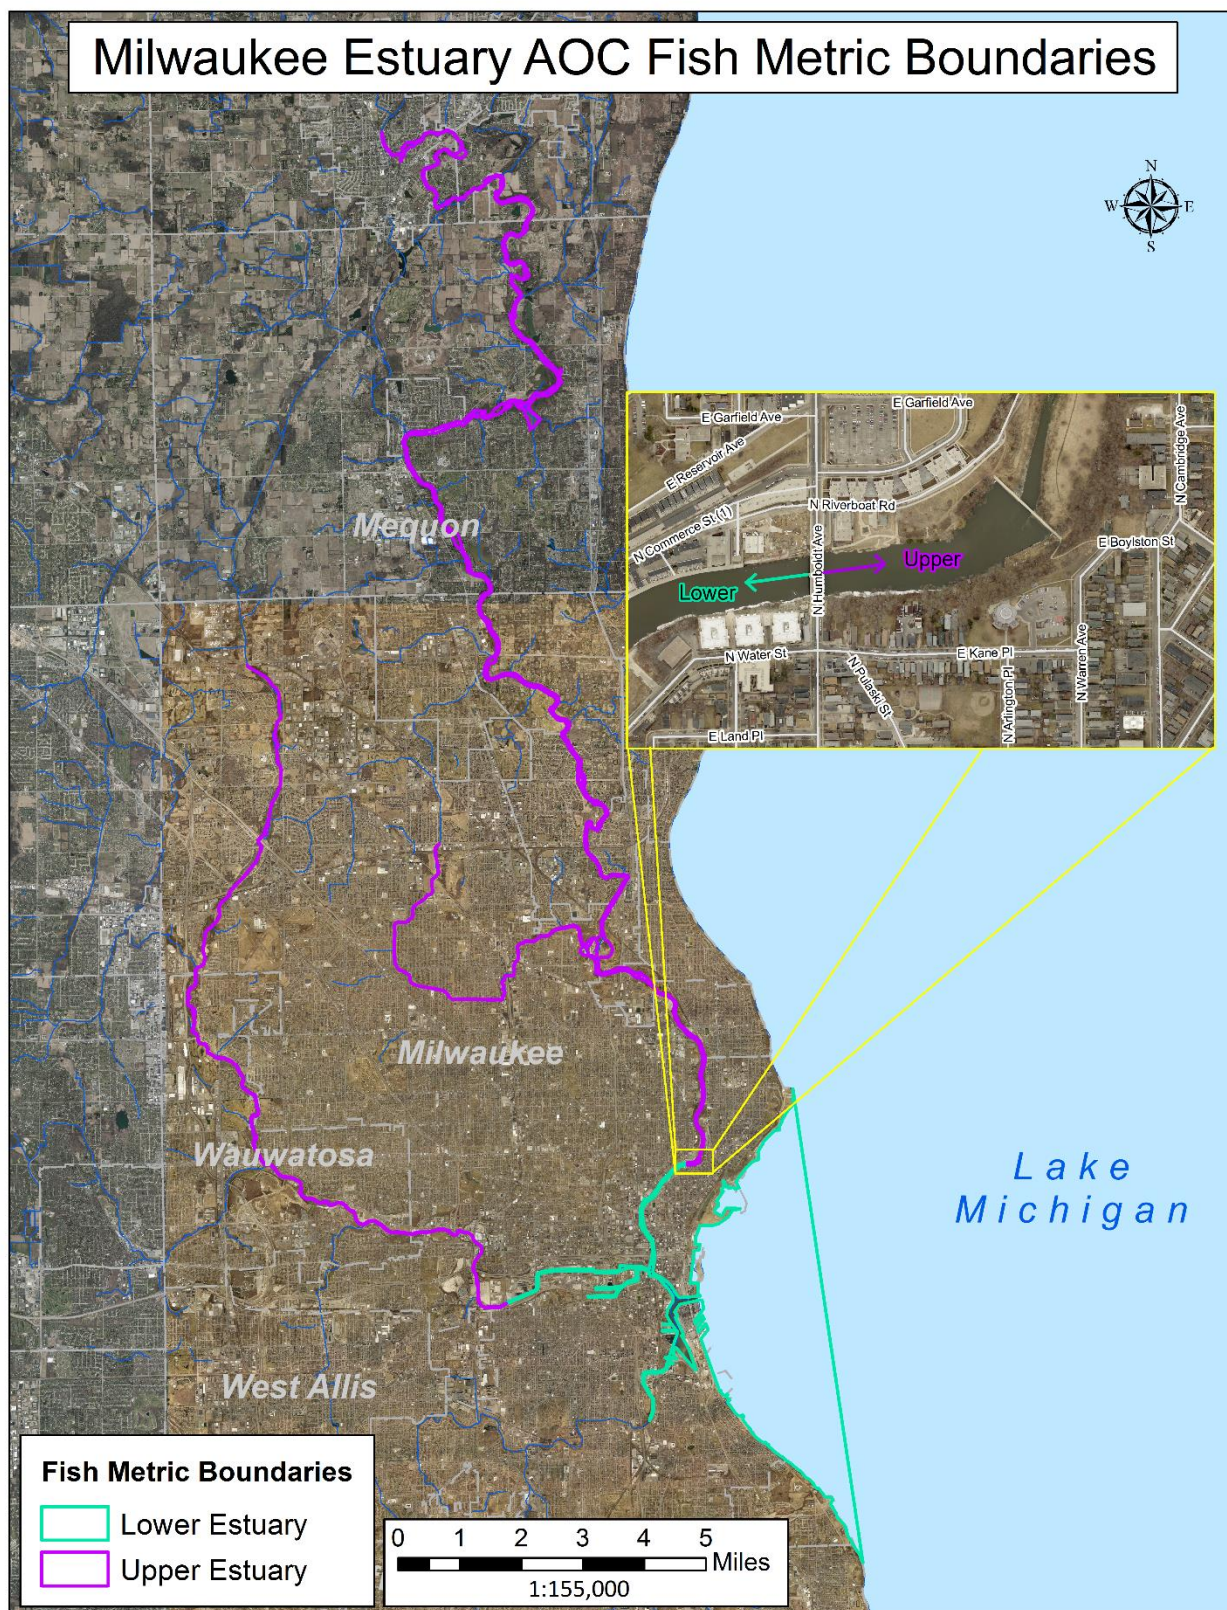 Milwaukee Estuary AOC Fish Metric Boundaries
N
W E
S
E Garfield Ave
E Garfield Ave
E Reservoir Ave
N Cambridge Ave
N Riverboat Rd
N Commerce St (1)
N Humboldt Ave
E Boylston St
Upper
Lower
N Water St
E Kane Pl
N Warren Ave
N Pulaski St
N Arlington Pl
E Land Pl
Mequon
Milwaukee
Wauwatosa
Lake
Michigan
West Allis
Fish Metric Boundaries
Lower Estuary
Upper Estuary
0 1 2 3 4 5
Miles
1:155,000